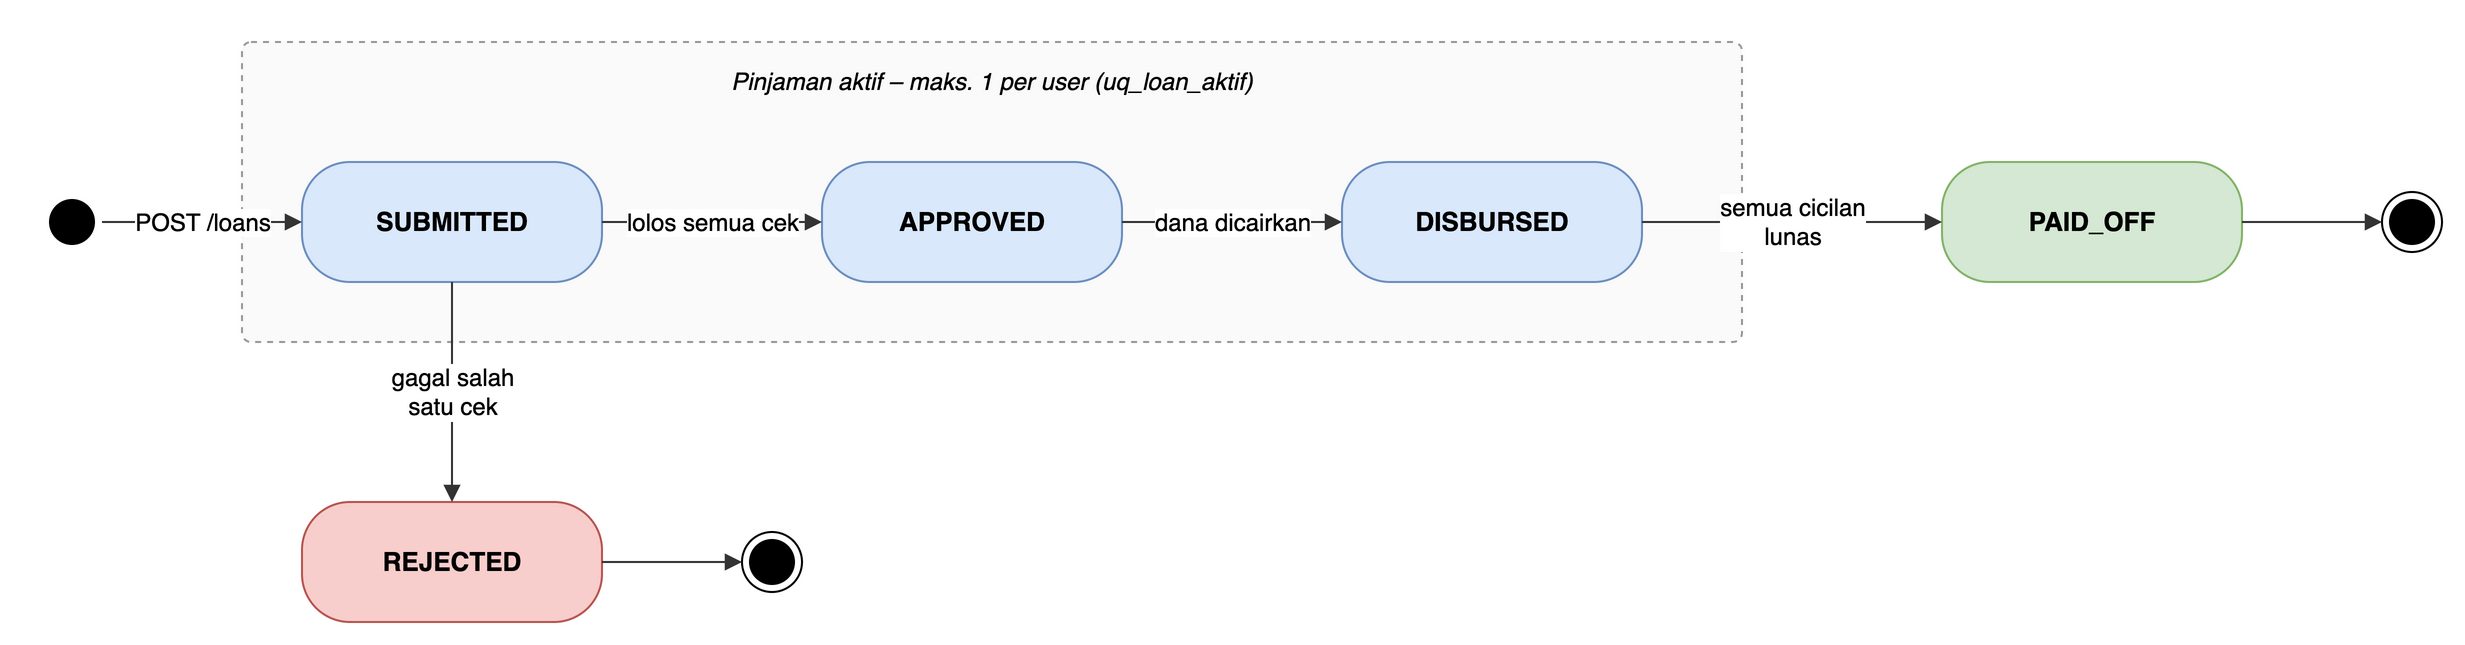 Pinjaman aktif – maks. 1 per user (uq_loan_aktif)
POST /loans
SUBMITTED
lolos semua cek
APPROVED
dana dicairkan
DISBURSED
semua cicilan
lunas
PAID_OFF
gagal salah
satu cek
REJECTED